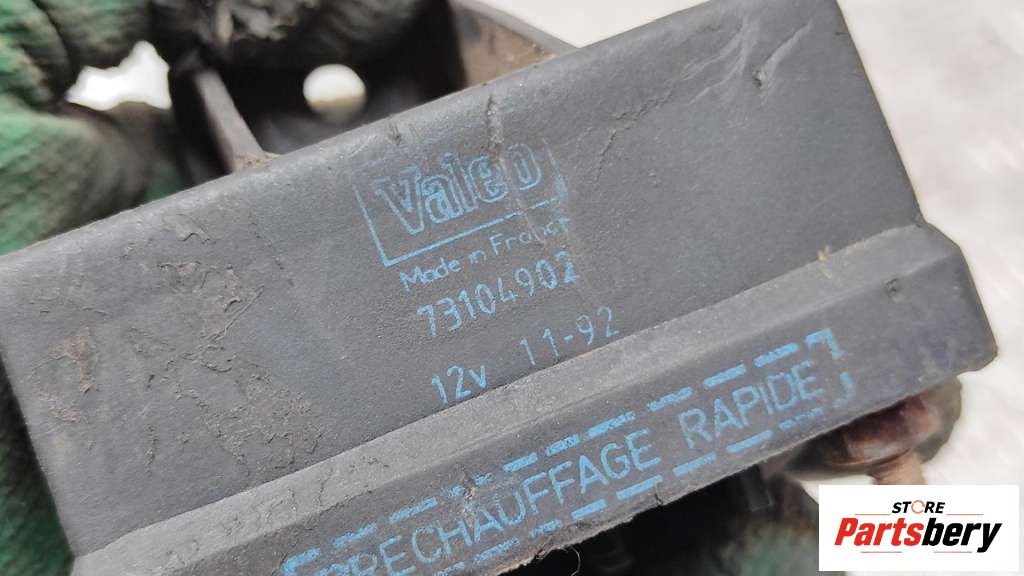 Valeo
Made in France
73104902
12v 11-92
PRECHAUFFAGE RAPIDE
STORE
Partsbery